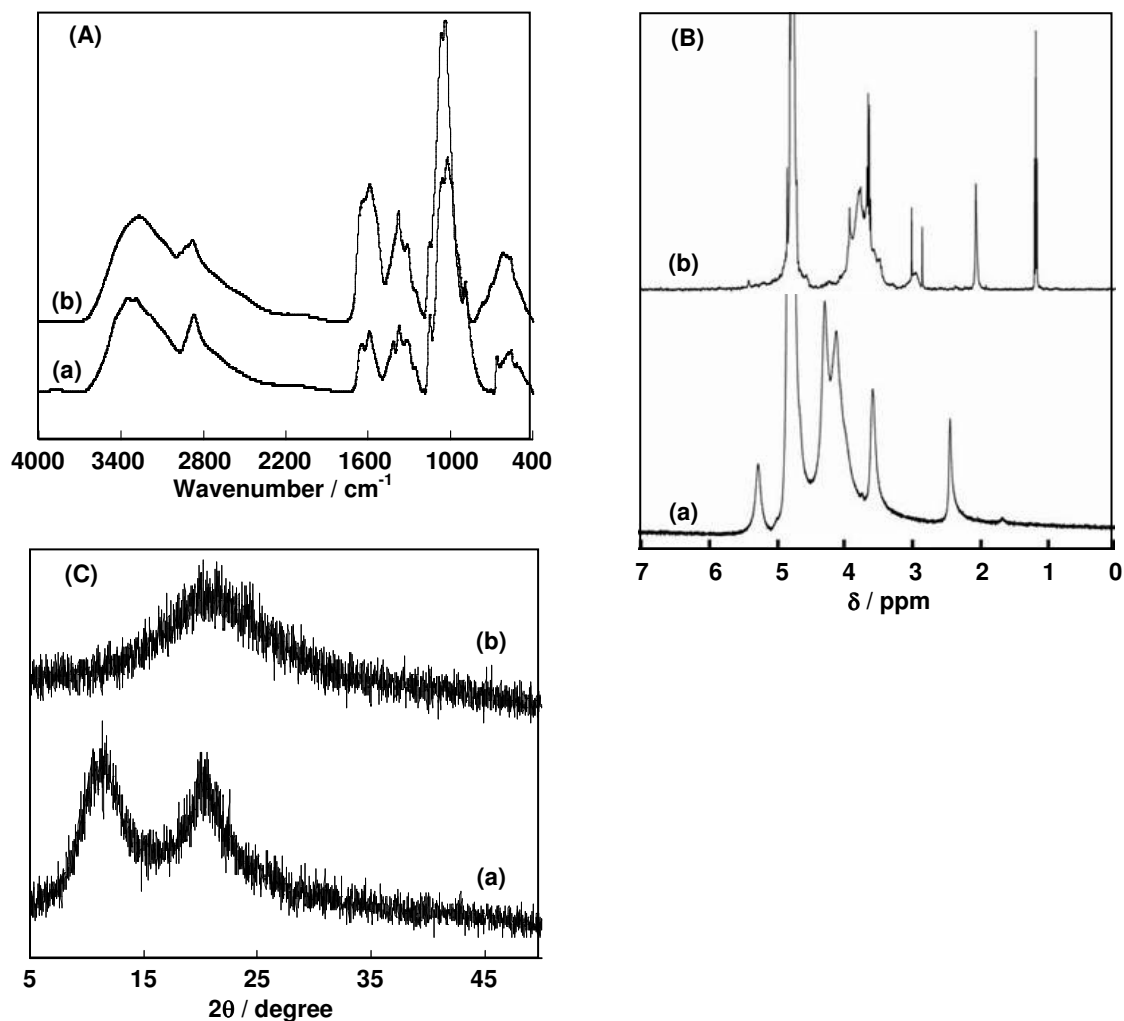 (A)
(b)
(a)
4000 3400 2800 2200 1600 1000 400
Wavenumber / cm-1
(B)
(b)
(a)
7 6 5 4 3 2 1 0
δ / ppm
(C)
(b)
(a)
5 15 25 35 45
2θ / degree